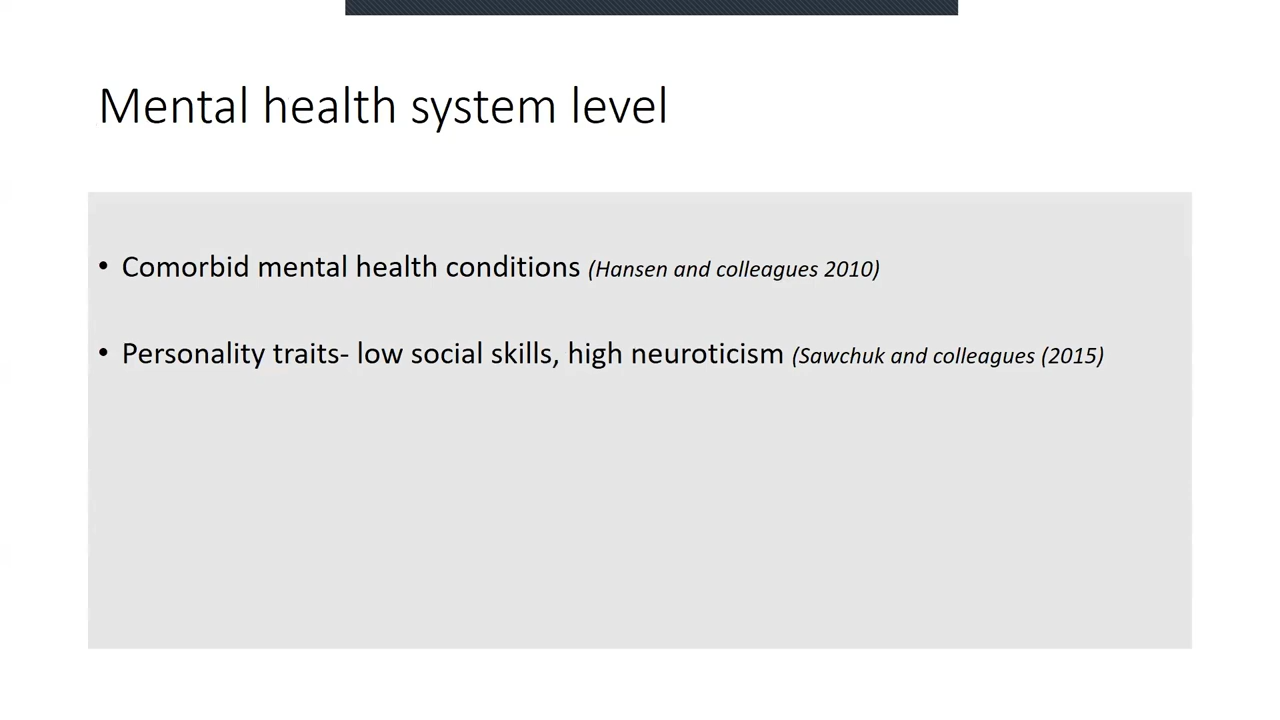 Mental health system level
• Comorbid mental health conditions (Hansen and colleagues 2010)
• Personality traits- low social skills, high neuroticism (Sawchuk and colleagues (2015)